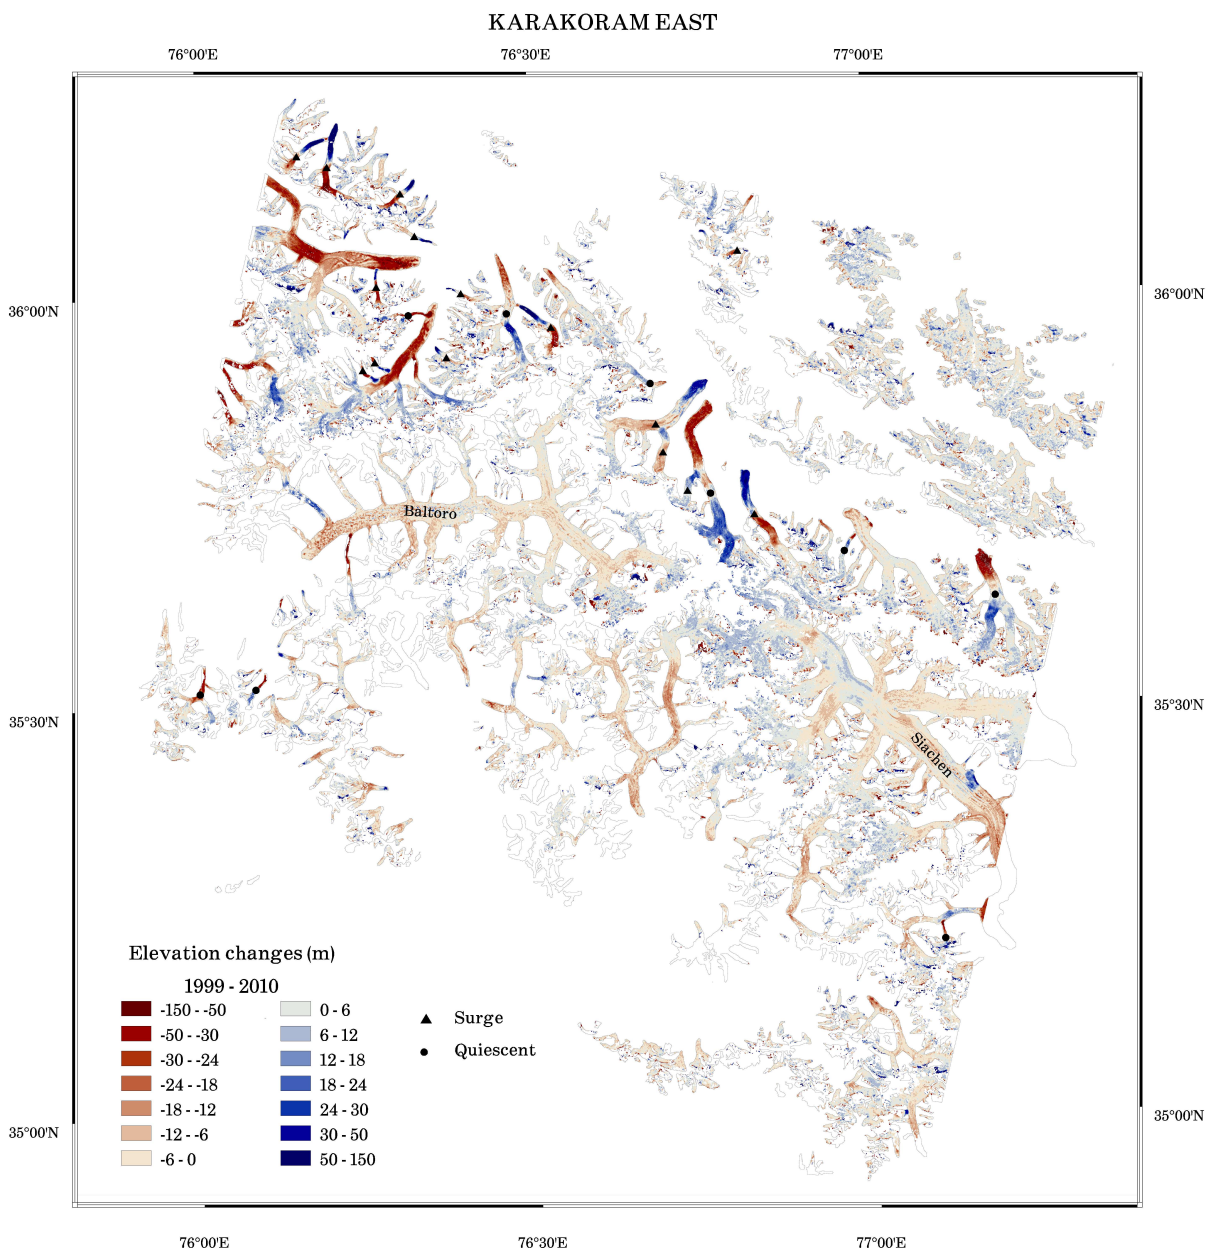 KARAKORAM EAST
76°00'E 76°30'E 77°00'E
36°00'N 36°00'N
Baltoro
35°30'N 35°30'N
Siachen
Elevation changes (m)
1999 - 2010
-150 - -50 0 - 6
-50 - -30 6 - 12
-30 - -24 12 - 18
-24 - -18 18 - 24
-18 - -12 24 - 30
-12 - -6 30 - 50
-6 - 0 50 - 150
Surge
Quiescent
35°00'N 35°00'N
76°00'E 76°30'E 77°00'E